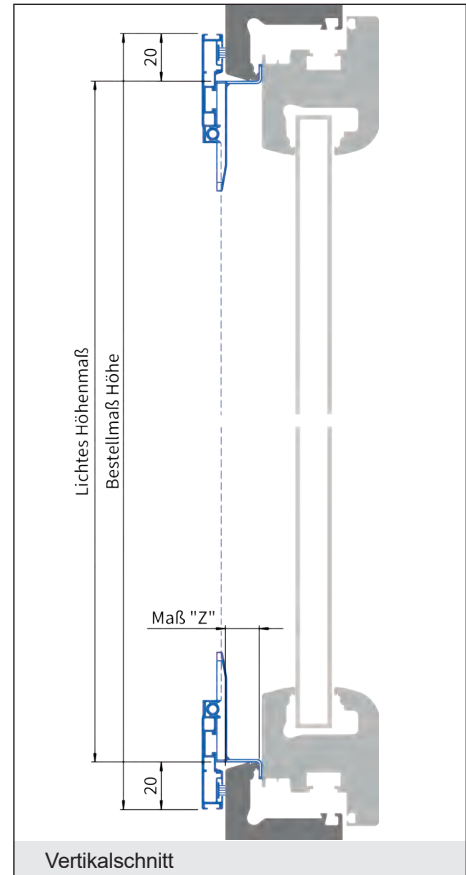 20
Lichtes Höhenmaß
Bestellmaß Höhe
Maß "Z"
20
Vertikalschnitt